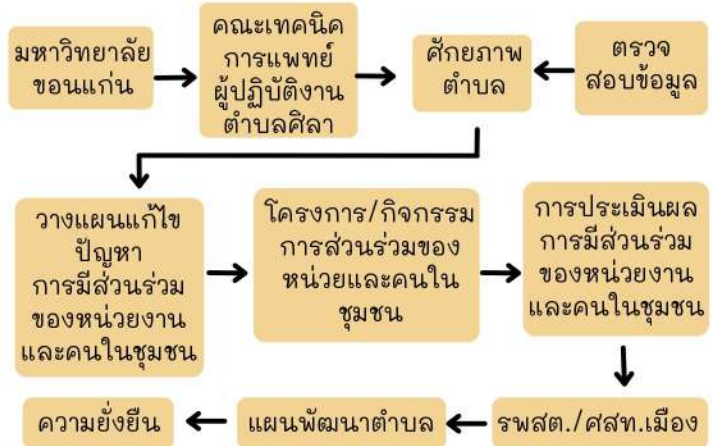 มหาวิทยาลัย
ขอนแก่น
คณะเทคนิค
การแพทย์
ผู้ปฏิบัติงาน
ตำบลศิลา
ศักยภาพ
ตำบล
ตรวจ
สอบข้อมูล
วางแผนแก้ไข
ปัญหา
การมีส่วนร่วม
ของหน่วยงาน
และคนในชุมชน
โครงการ/กิจกรรม
การส่วนร่วมของ
หน่วยและคนใน
ชุมชน
การประเมินผล
การมีส่วนร่วม
ของหน่วยงาน
และคนในชุมชน
รพสต./ศสท.เมือง
แผนพัฒนาตำบล
ความยั่งยืน